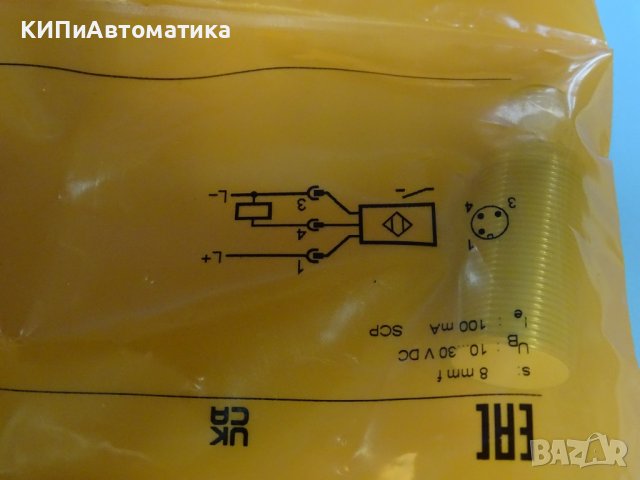 КИПиАвтоматика
s: 8 mm f
UB: 10...30 V DC
Ie: 100 mA SCP
1
4
3
L+
1
4
L−
3
UK
CA
EAC
BAZAR